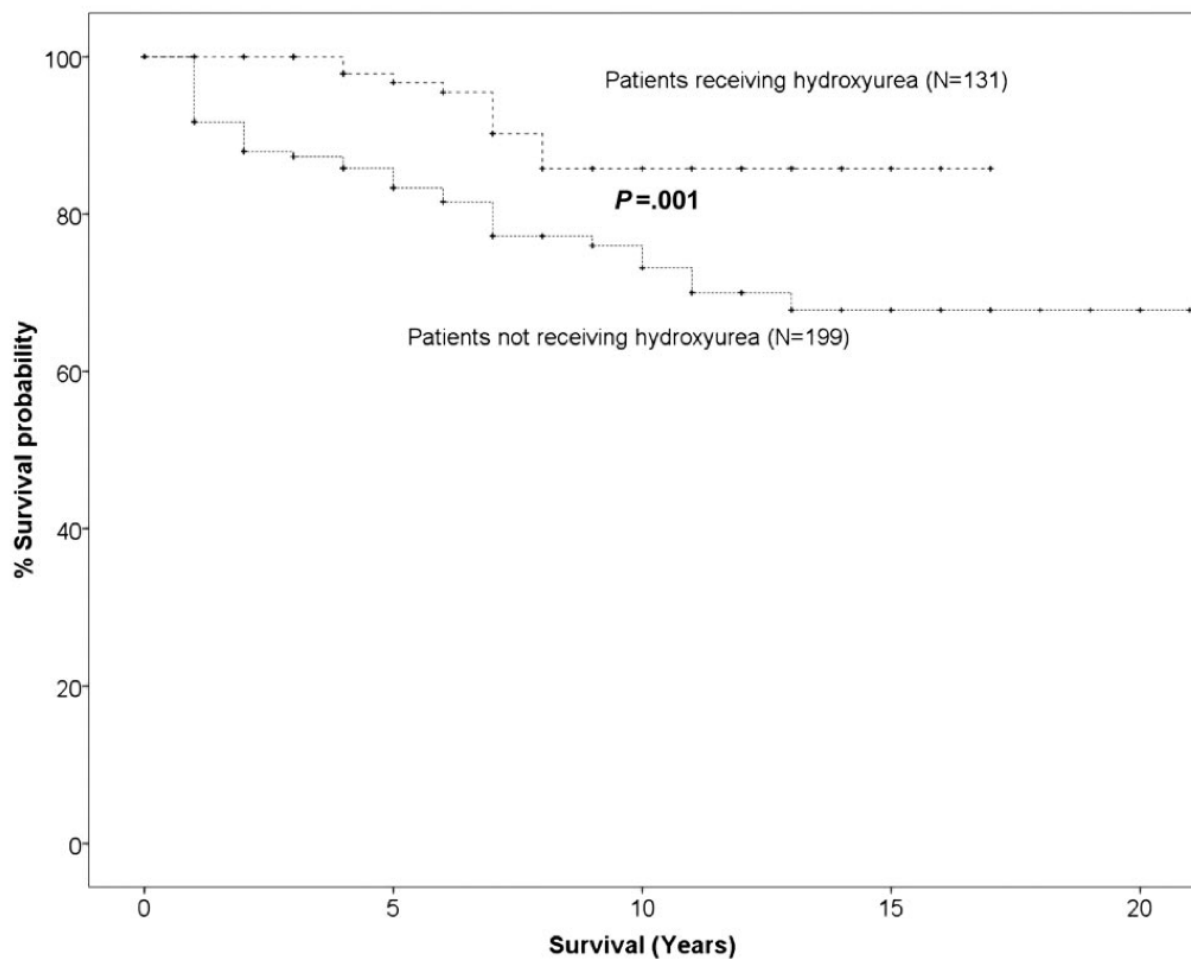 100
80
60
40
20
0
% Survival probability
Patients receiving hydroxyurea (N=131)
P=.001
Patients not receiving hydroxyurea (N=199)
0 5 10 15 20
Survival (Years)